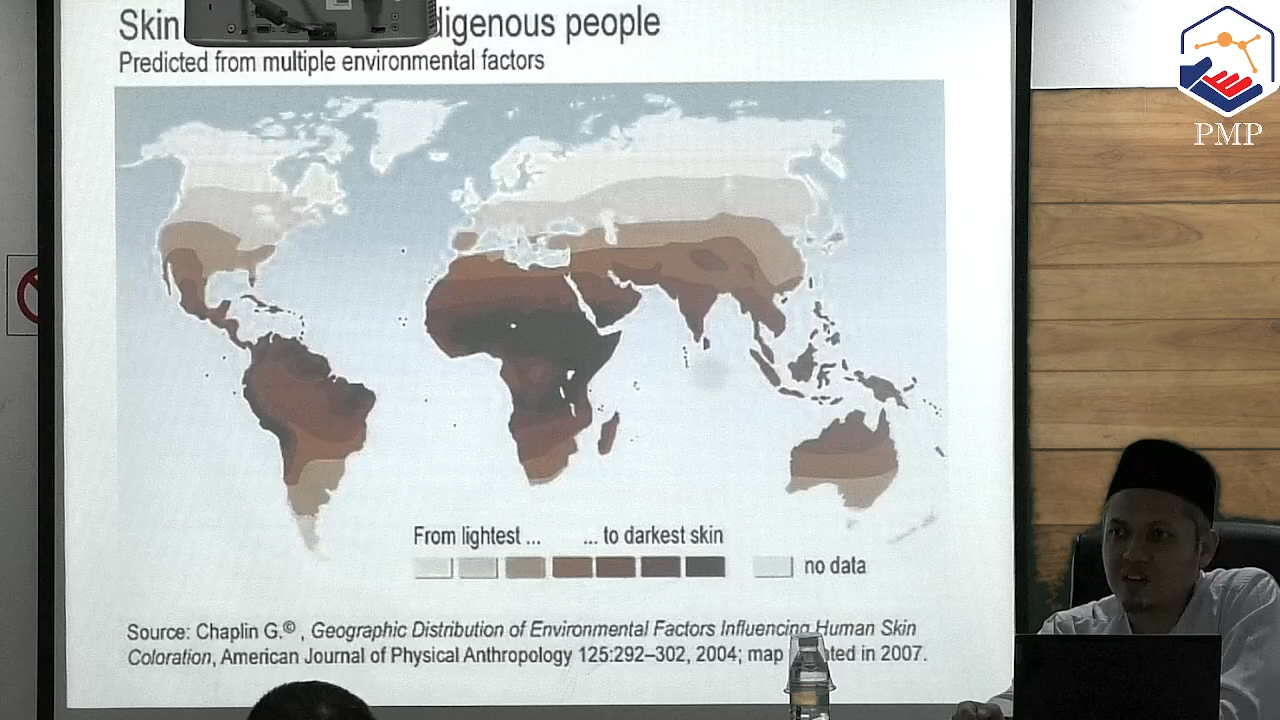 Skin digenous people
Predicted from multiple environmental factors
PMP
From lightest ... ... to darkest skin
no data
Source: Chaplin G.©, Geographic Distribution of Environmental Factors Influencing Human Skin
Coloration, American Journal of Physical Anthropology 125:292–302, 2004; map ated in 2007.